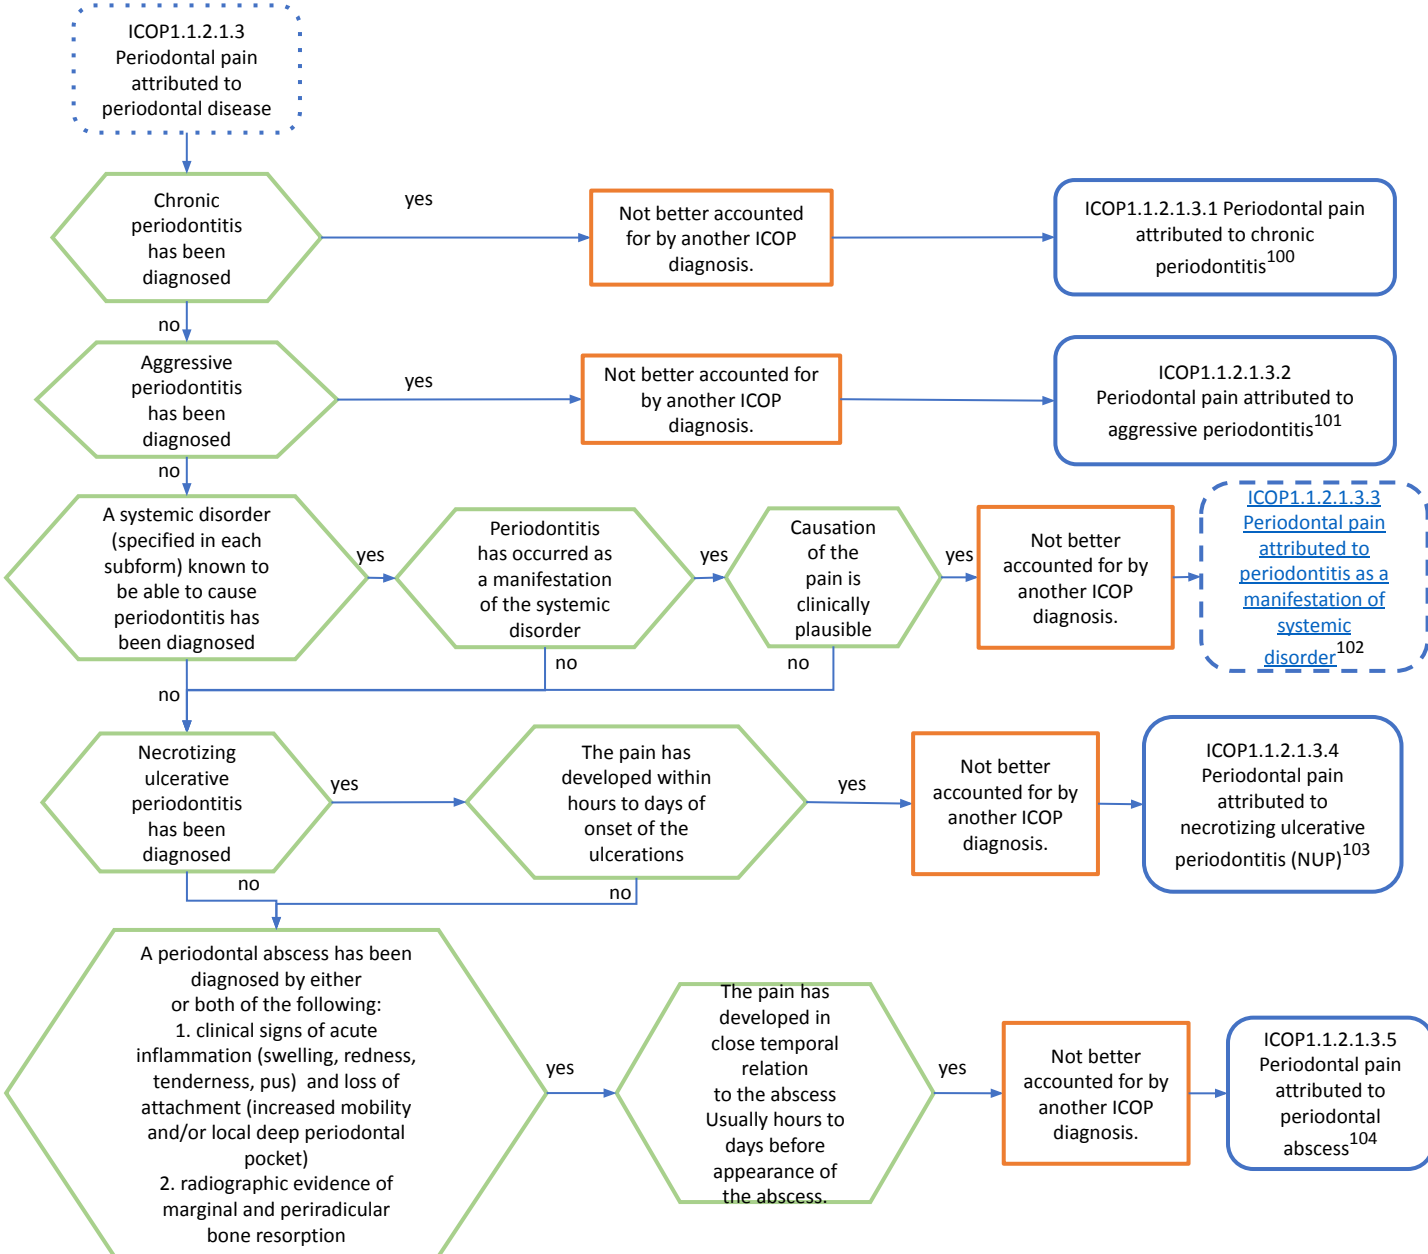 ICOP1.1.2.1.3
Periodontal pain
attributed to
periodontal disease
Chronic
periodontitis
has been
diagnosed
yes
Not better accounted
for by another ICOP
diagnosis.
ICOP1.1.2.1.3.1 Periodontal pain
attributed to chronic
periodontitis100
no
Aggressive
periodontitis
has been
diagnosed
yes
Not better accounted for
by another ICOP
diagnosis.
ICOP1.1.2.1.3.2
Periodontal pain attributed to
aggressive periodontitis101
no
A systemic disorder
(specified in each
subform) known to
be able to cause
periodontitis has
been diagnosed
yes
Periodontitis
has occurred as
a manifestation
of the systemic
disorder
yes
Causation
of the
pain is
clinically
plausible
yes
Not better
accounted for by
another ICOP
diagnosis.
ICOP1.1.2.1.3.3
Periodontal pain
attributed to
periodontitis as a
manifestation of
systemic
disorder102
no
no
no
Necrotizing
ulcerative
periodontitis
has been
diagnosed
yes
The pain has
developed within
hours to days of
onset of the
ulcerations
yes
Not better
accounted for by
another ICOP
diagnosis.
ICOP1.1.2.1.3.4
Periodontal pain
attributed to
necrotizing ulcerative
periodontitis (NUP)103
no
no
A periodontal abscess has been
diagnosed by either
or both of the following:
1. clinical signs of acute
inflammation (swelling, redness,
tenderness, pus)  and loss of
attachment (increased mobility
and/or local deep periodontal
pocket)
2. radiographic evidence of
marginal and periradicular
bone resorption
yes
The pain has
developed in
close temporal
relation
to the abscess
Usually hours to
days before
appearance of
the abscess.
yes
Not better
accounted for by
another ICOP
diagnosis.
ICOP1.1.2.1.3.5
Periodontal pain
attributed to
periodontal
abscess104